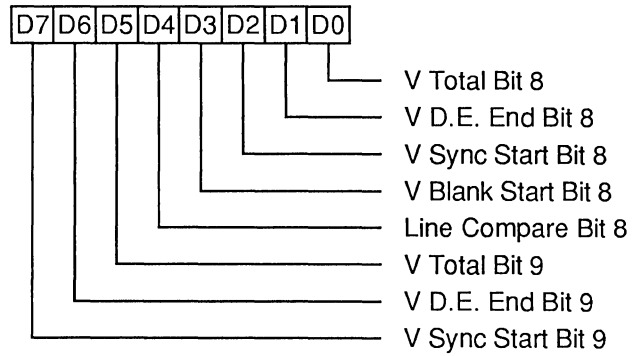 D7 D6 D5 D4 D3 D2 D1 D0
V Total Bit 8
V D.E. End Bit 8
V Sync Start Bit 8
V Blank Start Bit 8
Line Compare Bit 8
V Total Bit 9
V D.E. End Bit 9
V Sync Start Bit 9